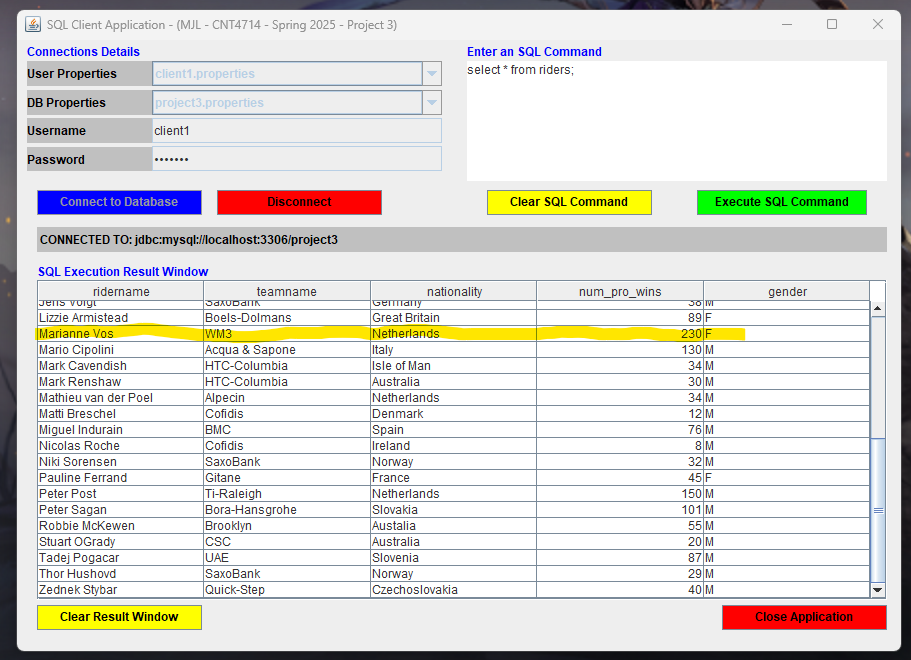 SQL Client Application - (MJL - CNT4714 - Spring 2025 - Project 3)
Connections Details
User Properties client1.properties
DB Properties project3.properties
Username client1
Password •••••••
Enter an SQL Command
select * from riders;
Connect to Database Disconnect Clear SQL Command Execute SQL Command
CONNECTED TO: jdbc:mysql://localhost:3306/project3
SQL Execution Result Window
ridername teamname nationality num_pro_wins gender
Jens Voigt SaxoBank Germany 38 M
Lizzie Armistead Boels-Dolmans Great Britain 89 F
Marianne Vos WM3 Netherlands 230 F
Mario Cipolini Acqua & Sapone Italy 130 M
Mark Cavendish HTC-Columbia Isle of Man 34 M
Mark Renshaw HTC-Columbia Australia 30 M
Mathieu van der Poel Alpecin Netherlands 34 M
Matti Breschel Cofidis Denmark 12 M
Miguel Indurain BMC Spain 76 M
Nicolas Roche Cofidis Ireland 8 M
Niki Sorensen SaxoBank Norway 32 M
Pauline Ferrand Gitane France 45 F
Peter Post Ti-Raleigh Netherlands 150 M
Peter Sagan Bora-Hansgrohe Slovakia 101 M
Robbie McKewen Brooklyn Austalia 55 M
Stuart OGrady CSC Australia 20 M
Tadej Pogacar UAE Slovenia 87 M
Thor Hushovd SaxoBank Norway 29 M
Zednek Stybar Quick-Step Czechoslovakia 40 M
Clear Result Window Close Application